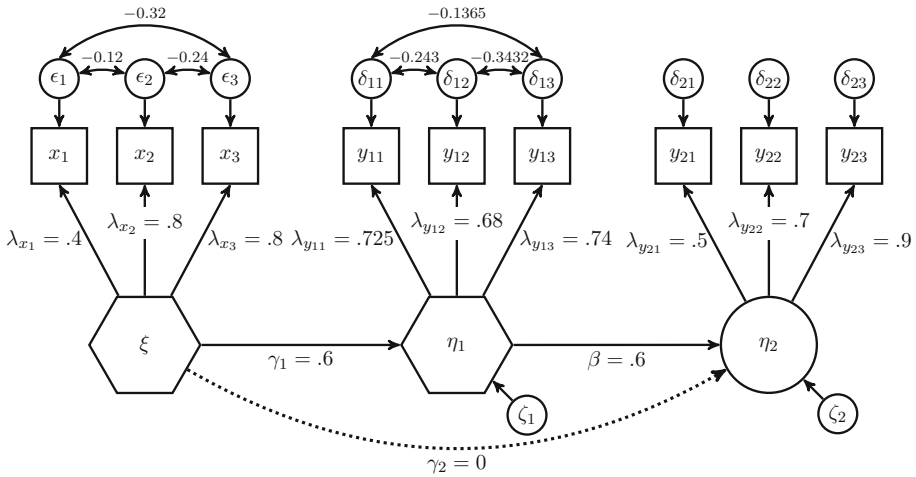 −0.32
−0.1365
−0.12 −0.24
−0.243 −0.3432
ϵ₁ ϵ₂ ϵ₃ δ₁₁ δ₁₂ δ₁₃ δ₂₁ δ₂₂ δ₂₃
x₁ x₂ x₃ y₁₁ y₁₂ y₁₃ y₂₁ y₂₂ y₂₃
λₓ₁ = .4 λₓ₂ = .8 λₓ₃ = .8 λy₁₁ = .725 λy₁₂ = .68 λy₁₃ = .74 λy₂₁ = .5 λy₂₂ = .7 λy₂₃ = .9
ξ η₁ η₂
γ₁ = .6 β = .6
ζ₁ ζ₂
γ₂ = 0